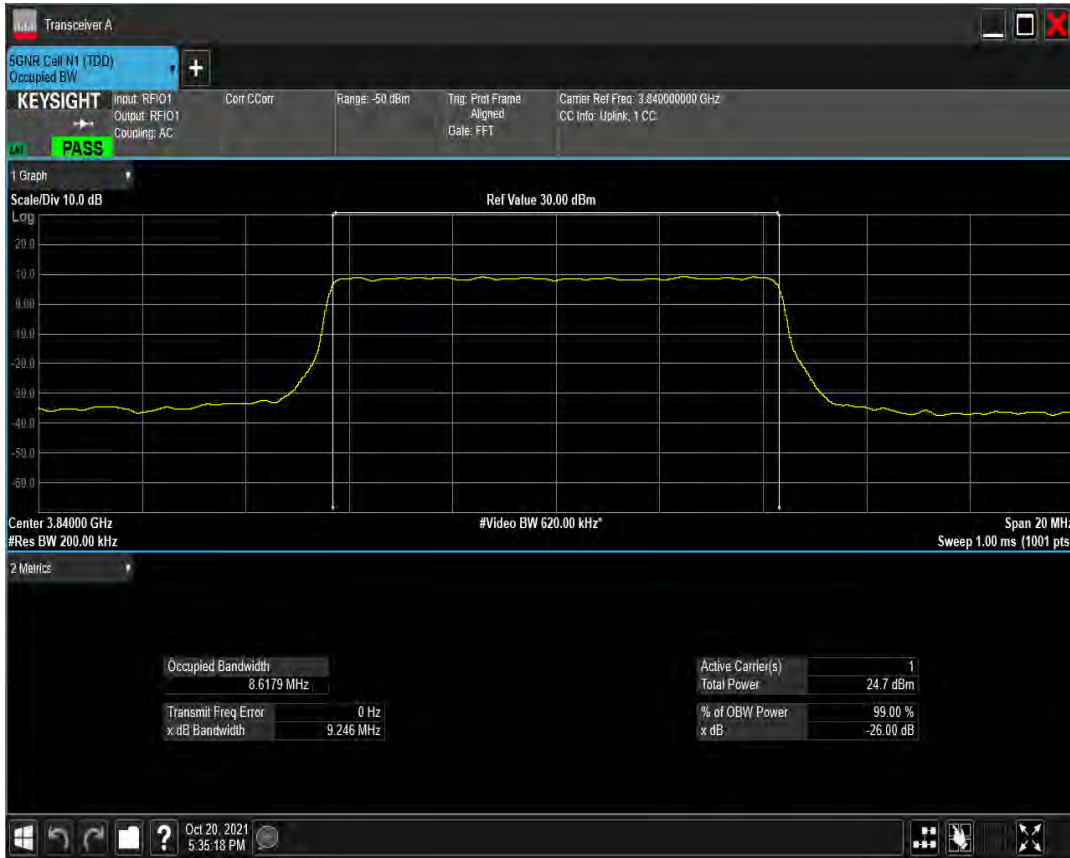 Transceiver A
5GNR Cell N1 (TDD)
Occupied BW
+
KEYSIGHT
PASS
Input: RFIO1
Output: RFIO1
Coupling: AC
Corr CCorr
Range: -50 dBm
Trig: Prot Frame
Aligned
Gate: FFT
Carrier Ref Freq: 3.840000000 GHz
CC Info: Uplink, 1 CC
1 Graph
Scale/Div 10.0 dB
Ref Value 30.00 dBm
Log
20.0
10.0
0.00
-10.0
-20.0
-30.0
-40.0
-50.0
-60.0
Center 3.84000 GHz
#Video BW 620.00 kHz*
Span 20 MHz
#Res BW 200.00 kHz
Sweep 1.00 ms (1001 pts
2 Metrics
Occupied Bandwidth
8.6179 MHz
Transmit Freq Error 0 Hz
x dB Bandwidth 9.246 MHz
Active Carrier(s) 1
Total Power 24.7 dBm
% of OBW Power 99.00 %
x dB -26.00 dB
?
Oct 20, 2021
5:35:18 PM